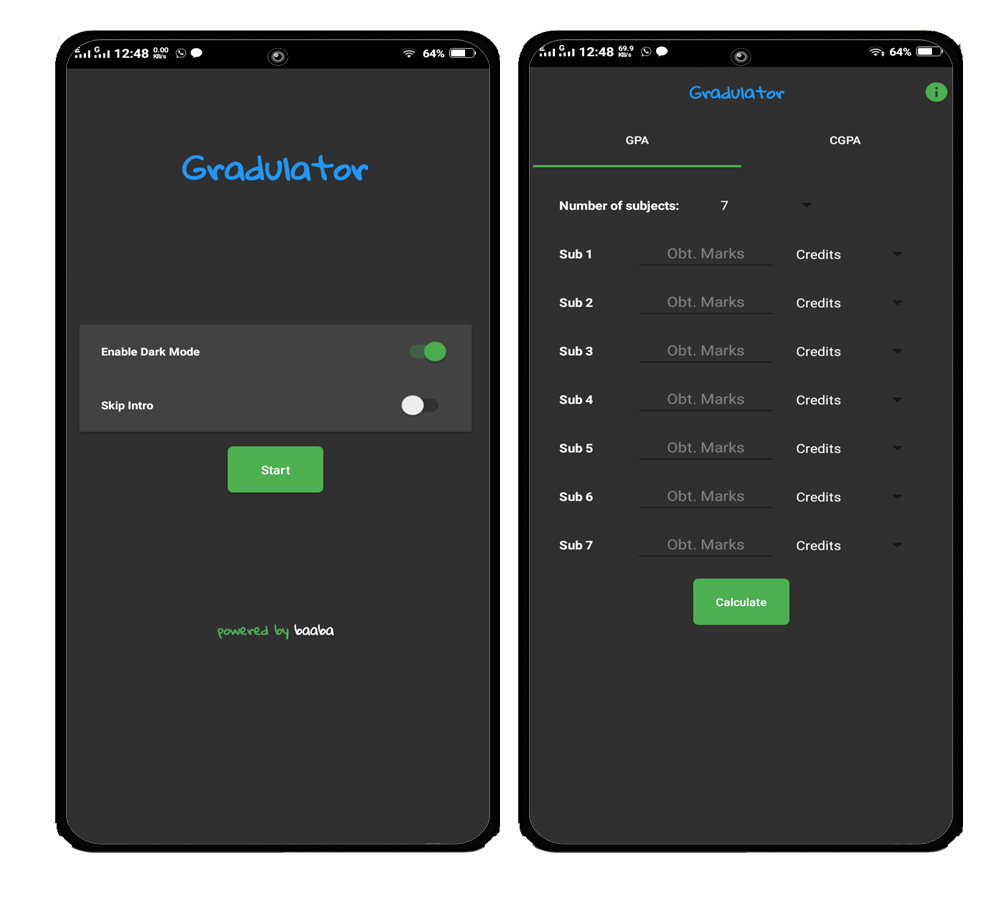 12:48 0.00 KB/s 64%
Gradulator
Enable Dark Mode
Skip Intro
Start
powered by baaba
G 12:48 69.9 KB/s 64%
Gradulator
GPA CGPA
Number of subjects: 7
Sub 1 Obt. Marks Credits
Sub 2 Obt. Marks Credits
Sub 3 Obt. Marks Credits
Sub 4 Obt. Marks Credits
Sub 5 Obt. Marks Credits
Sub 6 Obt. Marks Credits
Sub 7 Obt. Marks Credits
Calculate